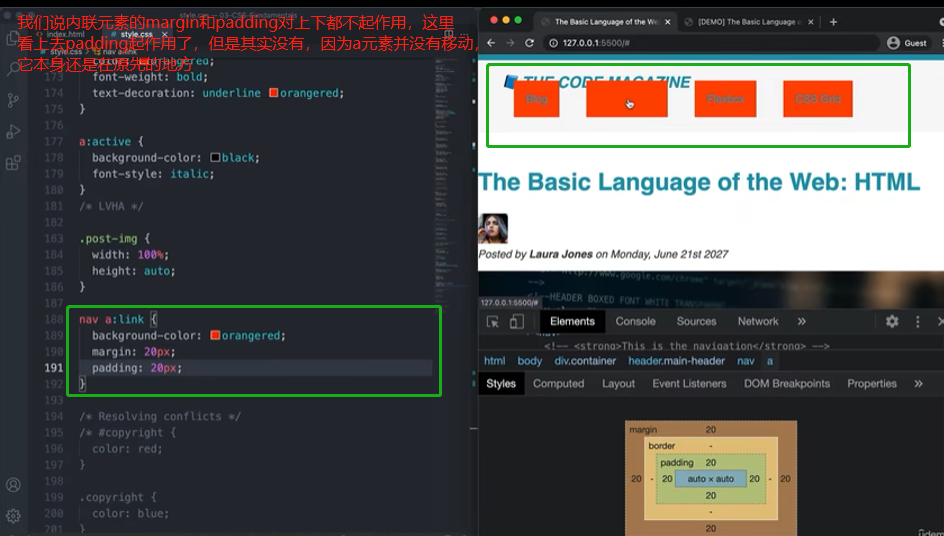 我们说内联元素的margin和padding对上下都不起作用，这里
看上去padding起作用了，但是其实没有，因为a元素并没有移动，
它本身还是在原先的地方
style.css
174 font-weight: bold;
text-decoration: underline orangered;
175 }
176
177 a:active {
178 background-color: black;
179 font-style: italic;
180 }
181 /* LVHA */
182
183 .post-img {
184 width: 100%;
185 height: auto;
186 }
187
188 nav a:link {
189 background-color: orangered;
190 margin: 20px;
191 padding: 20px;
192 }
193
194 /* Resolving conflicts */
195 /* #copyright {
196 color: red;
197 }
198
199 .copyright {
200 color: blue;
201 }
The Basic Language of the We
[DEMO] The Basic Language of
127.0.0.1:5500/#
Guest
THE CODE MAGAZINE
Blog
Flexbox
CSS Grid
The Basic Language of the Web: HTML
Posted by Laura Jones on Monday, June 21st 2027
127.0.0.1:5500/#
Elements Console Sources Network »
<!-- <strong>This is the navigation</strong> -->
html body div.container header.main-header nav a
Styles Computed Layout Event Listeners DOM Breakpoints Properties »
margin 20
border -
padding 20
20 - 20 auto × auto 20 - 20
20
-
20